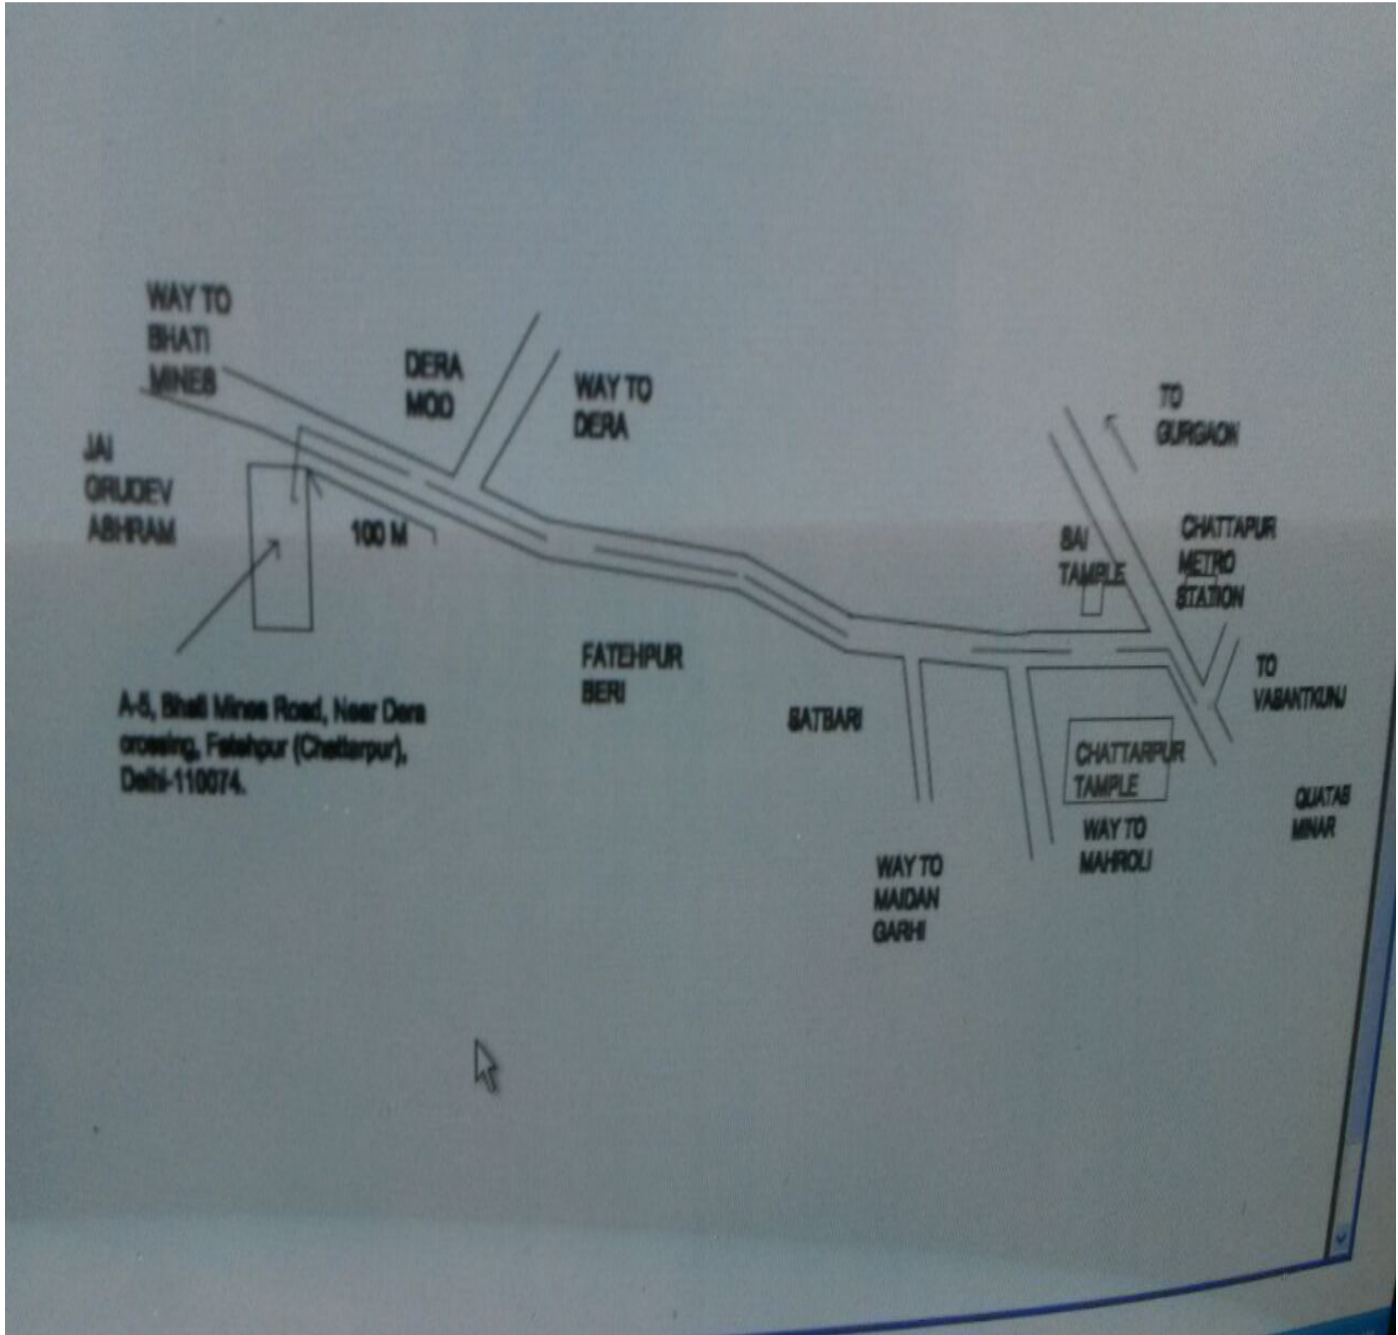 WAY TO
BHATI
MINES
DERA
MOD
WAY TO
DERA
TO
GURGAON
JAI
GRUDEV
ASHRAM
100 M
SAI
TAMPLE
CHATTAPUR
METRO
STATION
FATEHPUR
BERI
TO
VASANTKUNJ
A-5, Bhati Mines Road, Near Dera
crossing, Fatehpur (Chattarpur),
Delhi-110074.
SATBARI
CHATTARPUR
TAMPLE
QUATAB
MINAR
WAY TO
MAHROLI
WAY TO
MAIDAN
GARHI